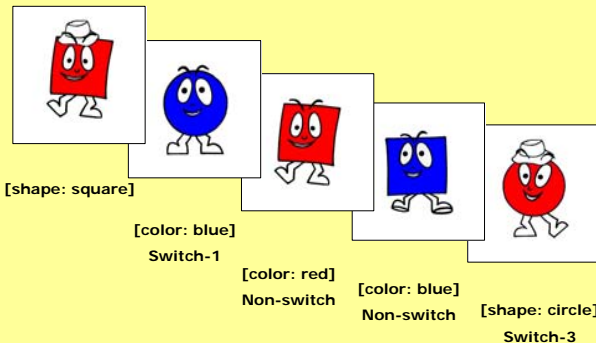 [shape: square]
[color: blue]
Switch-1
[color: red]
Non-switch
[color: blue]
Non-switch
[shape: circle]
Switch-3